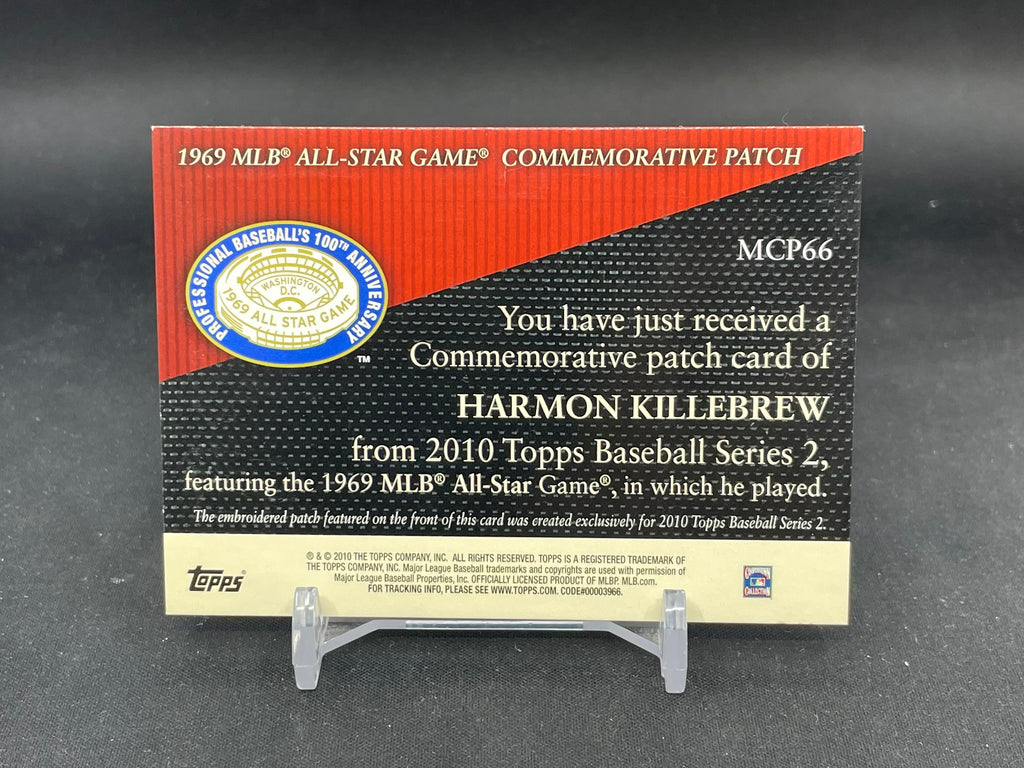 1969 MLB® ALL-STAR GAME® COMMEMORATIVE PATCH
PROFESSIONAL BASEBALL'S 100TH ANNIVERSARY
WASHINGTON
D.C.
1969 ALL STAR GAME
TM
MCP66
You have just received a
Commemorative patch card of
HARMON KILLEBREW
from 2010 Topps Baseball Series 2,
featuring the 1969 MLB® All-Star Game®, in which he played.
The embroidered patch featured on the front of this card was created exclusively for 2010 Topps Baseball Series 2.
topps
® & © 2010 THE TOPPS COMPANY, INC. ALL RIGHTS RESERVED. TOPPS IS A REGISTERED TRADEMARK OF
THE TOPPS COMPANY, INC. Major League Baseball trademarks and copyrights are used with permission of
Major League Baseball Properties, Inc. OFFICIALLY LICENSED PRODUCT OF MLBP. MLB.com.
FOR TRACKING INFO, PLEASE SEE WWW.TOPPS.COM. CODE#00003966.
COOPERSTOWN
COLLECTION